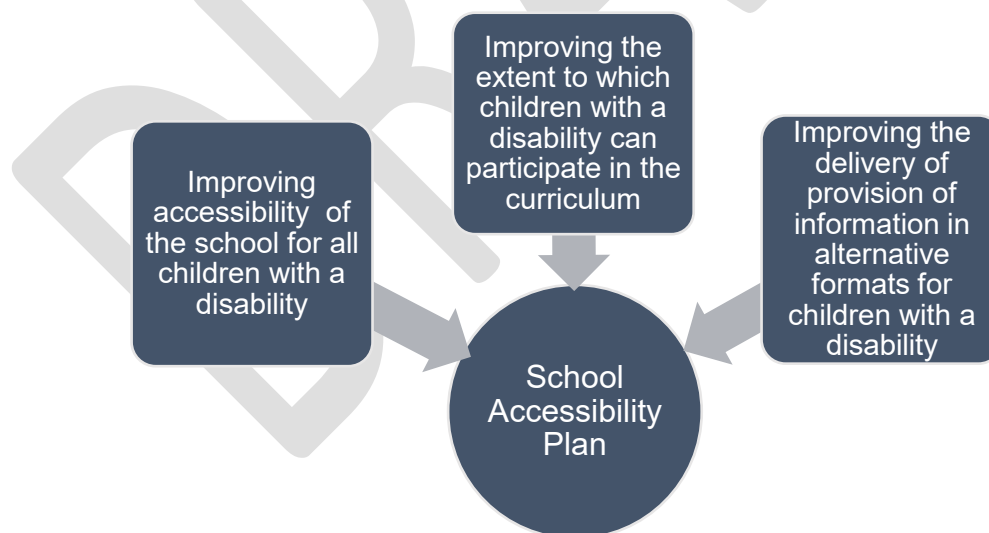 Improving the
extent to which
children with a
disability can
participate in the
curriculum
Improving
accessibility  of
the school for all
children with a
disability
Improving the
delivery of
provision of
information in
alternative
formats for
children with a
disability
School
Accessibility
Plan